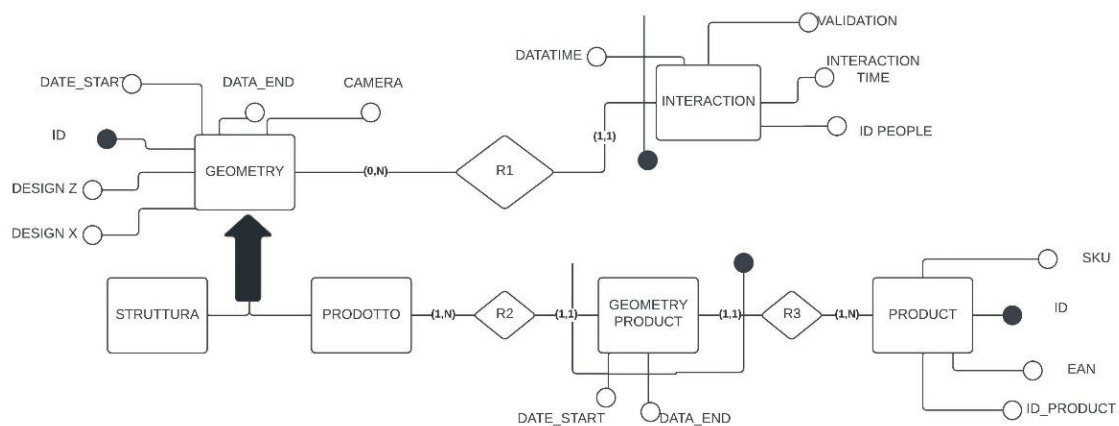 VALIDATION
DATATIME
INTERACTION
TIME
DATE_START
DATA_END
CAMERA
INTERACTION
ID
(1,1)
ID PEOPLE
GEOMETRY
(0,N)
R1
DESIGN Z
DESIGN X
SKU
STRUTTURA
PRODOTTO
(1,N)
R2
(1,1)
GEOMETRY
PRODUCT
(1,1)
R3
(1,N)
PRODUCT
ID
EAN
DATE_START
DATA_END
ID_PRODUCT